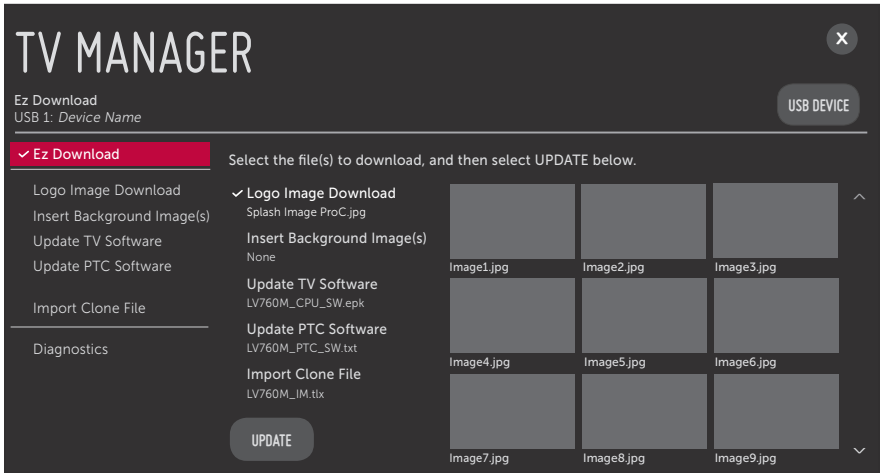 TV MANAGER
X
Ez Download
USB 1: Device Name
USB DEVICE
Ez Download
Logo Image Download
Insert Background Image(s)
Update TV Software
Update PTC Software
Import Clone File
Diagnostics
Select the file(s) to download, and then select UPDATE below.
Logo Image Download
Splash Image ProC.jpg
Insert Background Image(s)
None
Update TV Software
LV760M_CPU_SW.epk
Update PTC Software
LV760M_PTC_SW.txt
Import Clone File
LV760M_IM.tlx
UPDATE
Image1.jpg
Image2.jpg
Image3.jpg
Image4.jpg
Image5.jpg
Image6.jpg
Image7.jpg
Image8.jpg
Image9.jpg